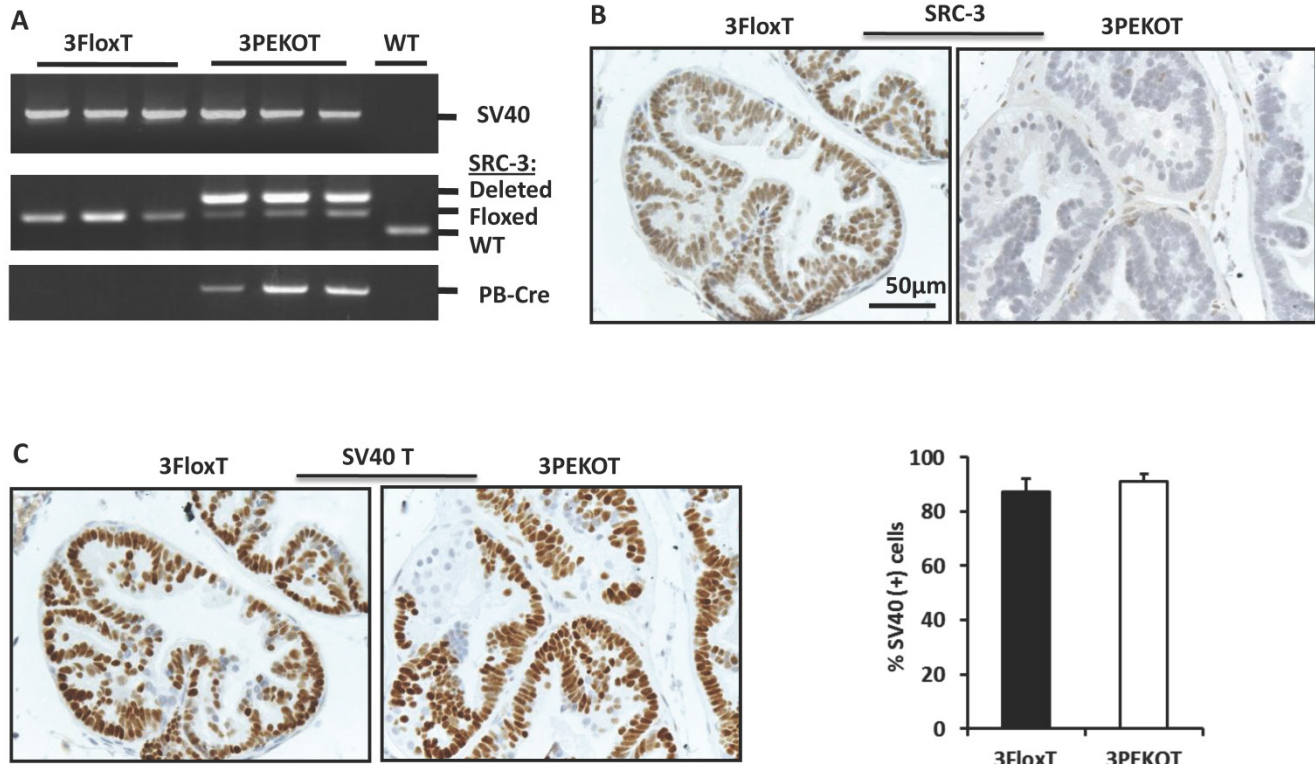 A
3FloxT 3PEKOT WT
SV40
SRC-3:
Deleted
Floxed
WT
PB-Cre
B
SRC-3
3FloxT 3PEKOT
50µm
C
SV40 T
3FloxT 3PEKOT
% SV40 (+) cells
100
80
60
40
20
0
3FloxT 3PEKOT